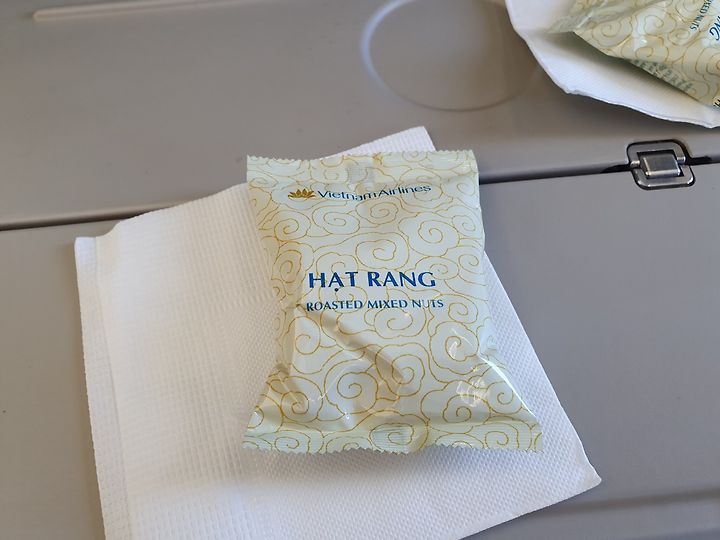 Vietnam Airlines
HẠT RANG
ROASTED MIXED NUTS